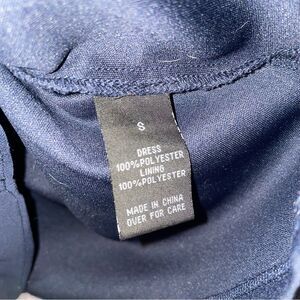 S
DRESS
100%POLYESTER
LINING
100%POLYESTER
MADE IN CHINA
OVER FOR CARE